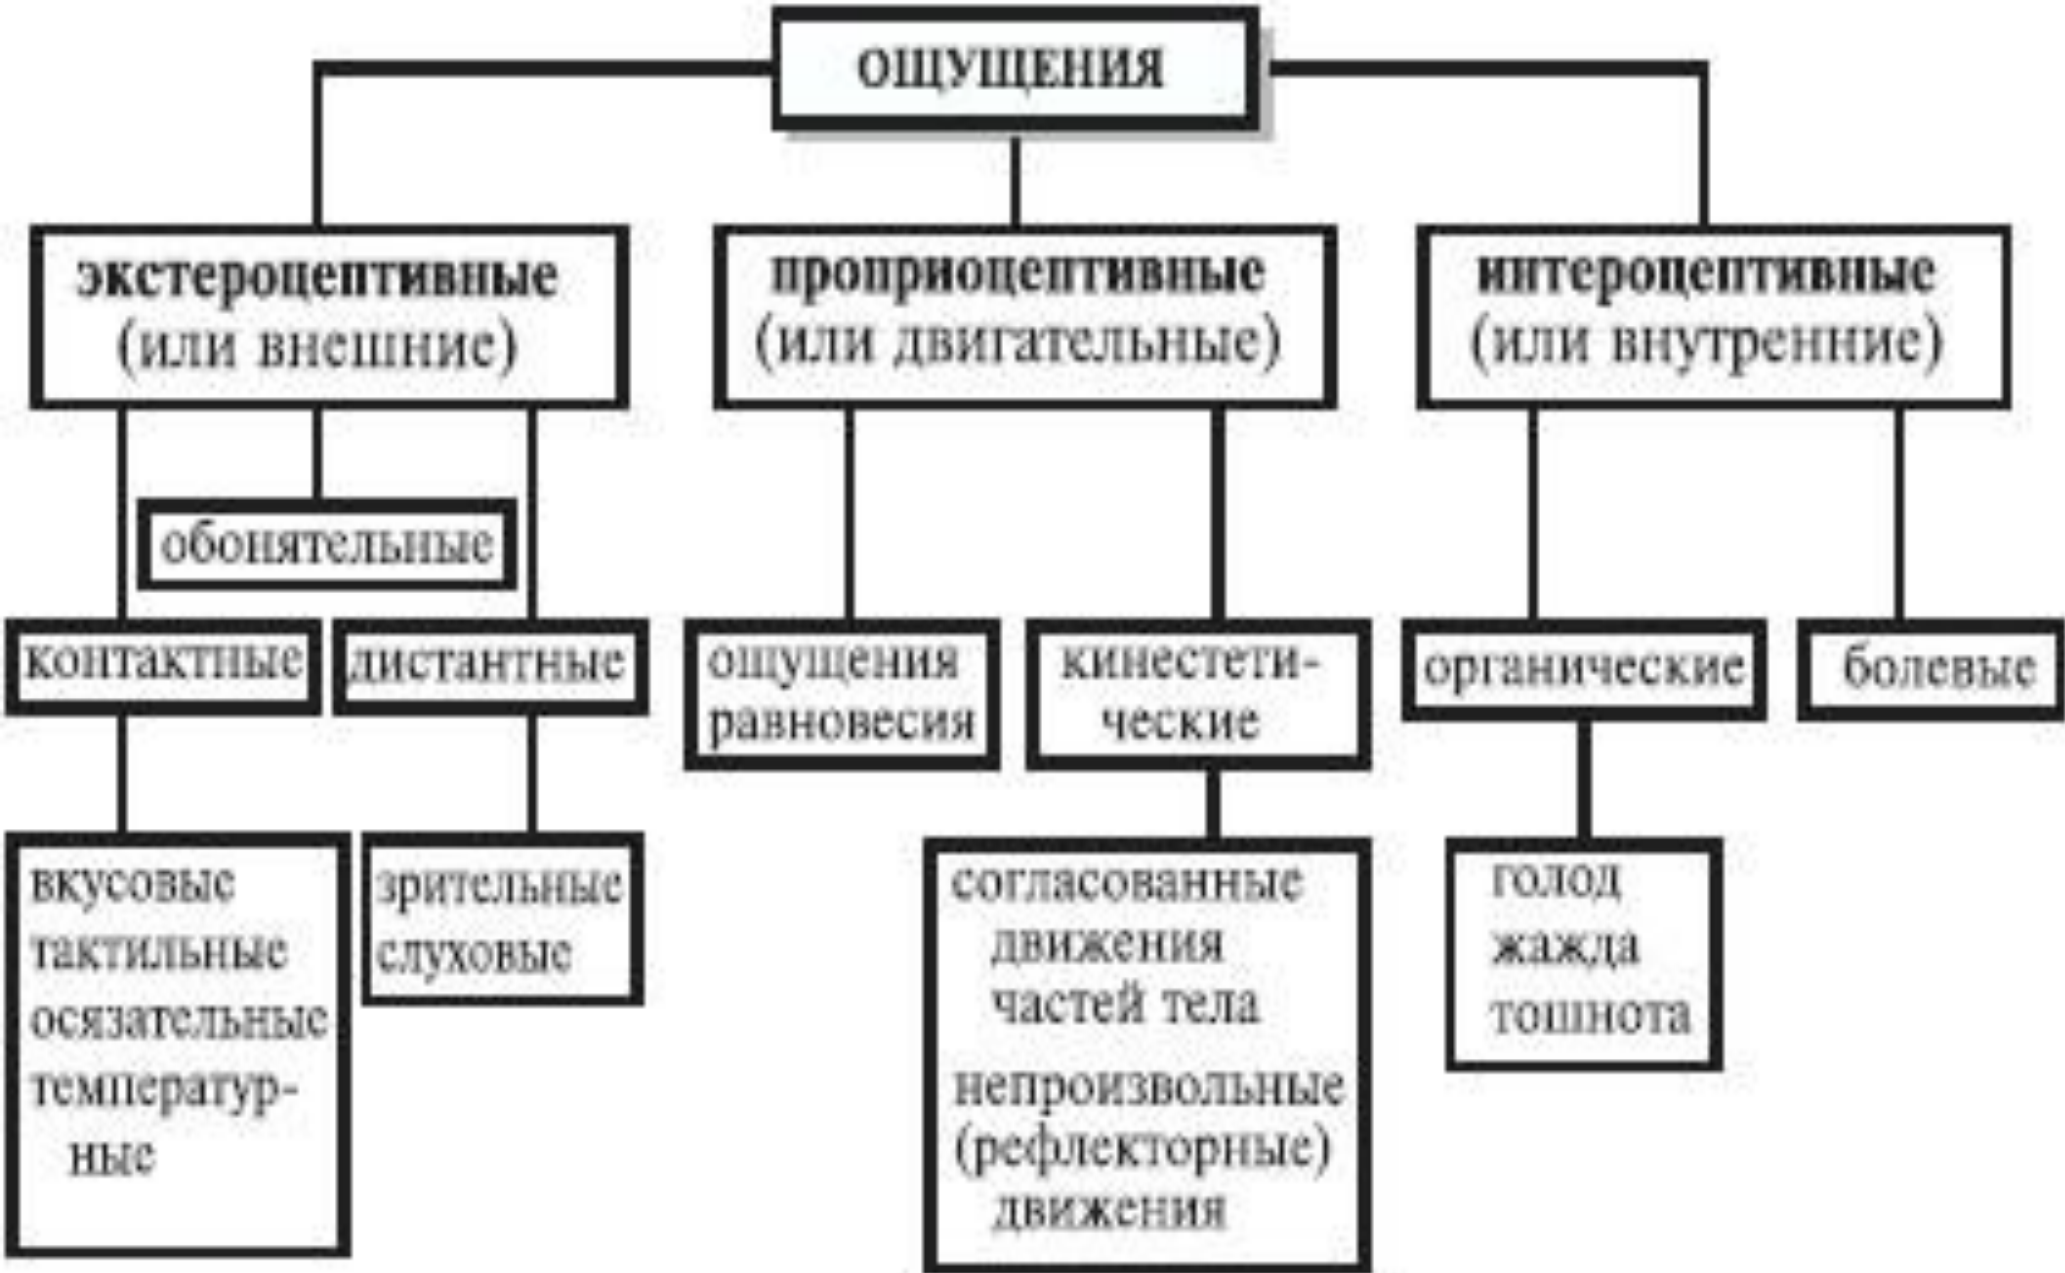 ОЩУЩЕНИЯ
экстероцептивные
(или внешние)
проприоцептивные
(или двигательные)
интероцептивные
(или внутренние)
обонятельные
контактные
дистантные
ощущения
равновесия
кинестети-
ческие
органические
болевые
вкусовые
тактильные
осязательные
температур-
ные
зрительные
слуховые
согласованные
движения
частей тела
непроизвольные
(рефлекторные)
движения
голод
жажда
тошнота